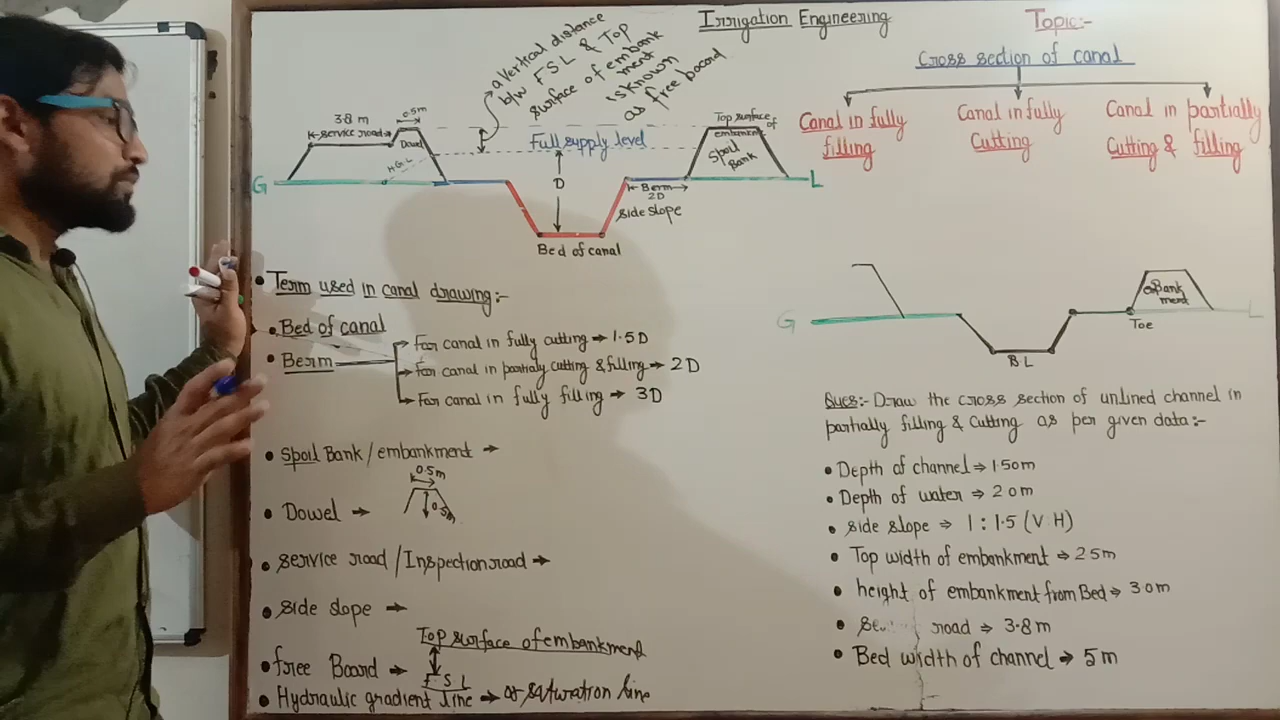 Irrigation Engineering
Topic:-
Cross section of canal
Canal in fully
filling
Canal in fully
Cutting
Canal in partially
Cutting & filling
a vertical distance
b/w FSL & Top
surface of embank
ment
is known
as free board
3.8 m
service road
0.5m
Dowel
H.G.L
Full supply level
D
Top surface of
embankment
Spoil
Bank
G
L
Berm
2D
side slope
Bed of canal
• Term used in canal drawing:-
• Bed of canal
• Berm
For canal in fully cutting → 1.5D
For canal in partialy cutting & filling → 2D
For canal in fully filling → 3D
• Spoil Bank/embankment →
• Dowel →
0.5m
0.5m
• service road/Inspection road →
• side slope →
• free Board →
Top surface of embankment
F S L
• Hydraulic gradient line → or saturation line
G
B L
Toe
embank
ment
L
Ques:- Draw the cross section of unlined channel in
partially filling & Cutting as per given data:-
• Depth of channel ⇒ 1.50m
• Depth of water ⇒ 2.0m
• side slope ⇒ 1 : 1.5 (V H)
• Top width of embankment ⇒ 2.5m
• height of embankment from Bed ⇒ 3.0m
• road ⇒ 3.8m
• Bed width of channel → 5m